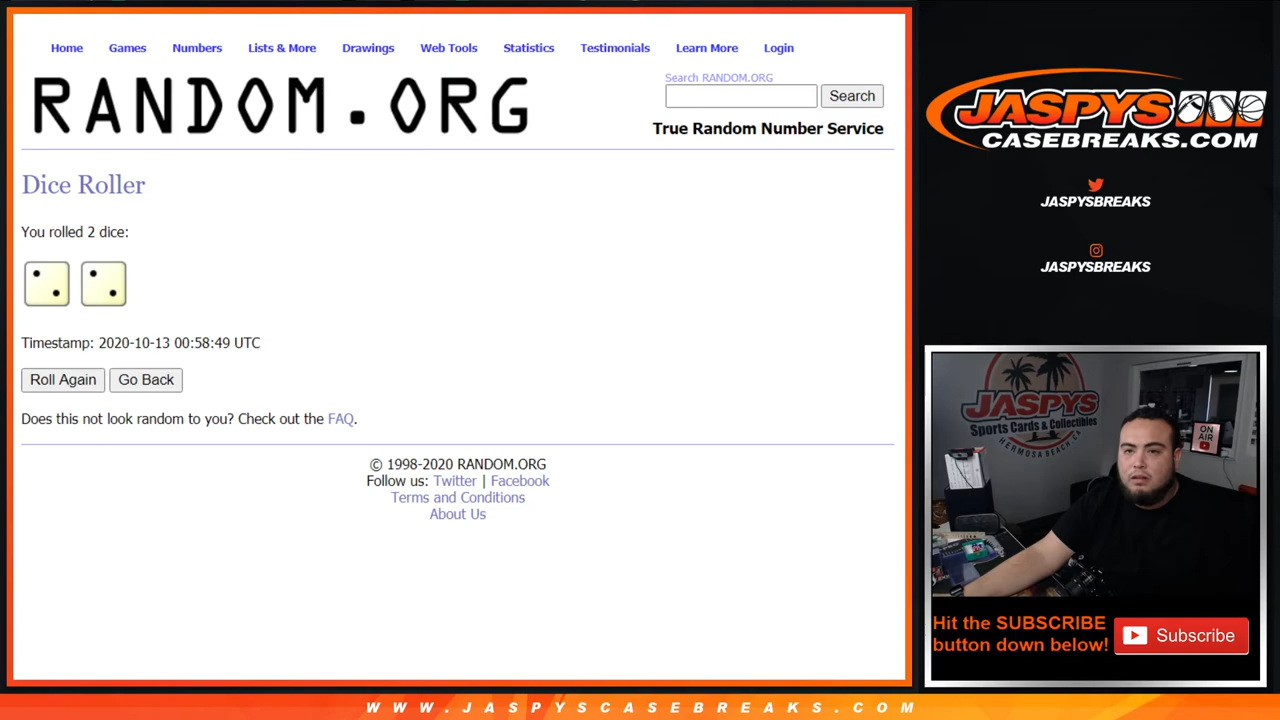 Home Games Numbers Lists & More Drawings Web Tools Statistics Testimonials Learn More Login
RANDOM.ORG
Search RANDOM.ORG
Search
True Random Number Service
Dice Roller
You rolled 2 dice:
Timestamp: 2020-10-13 00:58:49 UTC
Roll Again Go Back
Does this not look random to you? Check out the FAQ.
© 1998-2020 RANDOM.ORG
Follow us: Twitter | Facebook
Terms and Conditions
About Us
JASPYS
CASEBREAKS.COM
JASPYSBREAKS
JASPYSBREAKS
JASPYS
Sports Cards & Collectibles
HERMOSA BEACH, CA
ON
AIR
Hit the SUBSCRIBE
button down below!
Subscribe
WWW.JASPYSCASEBREAKS.COM